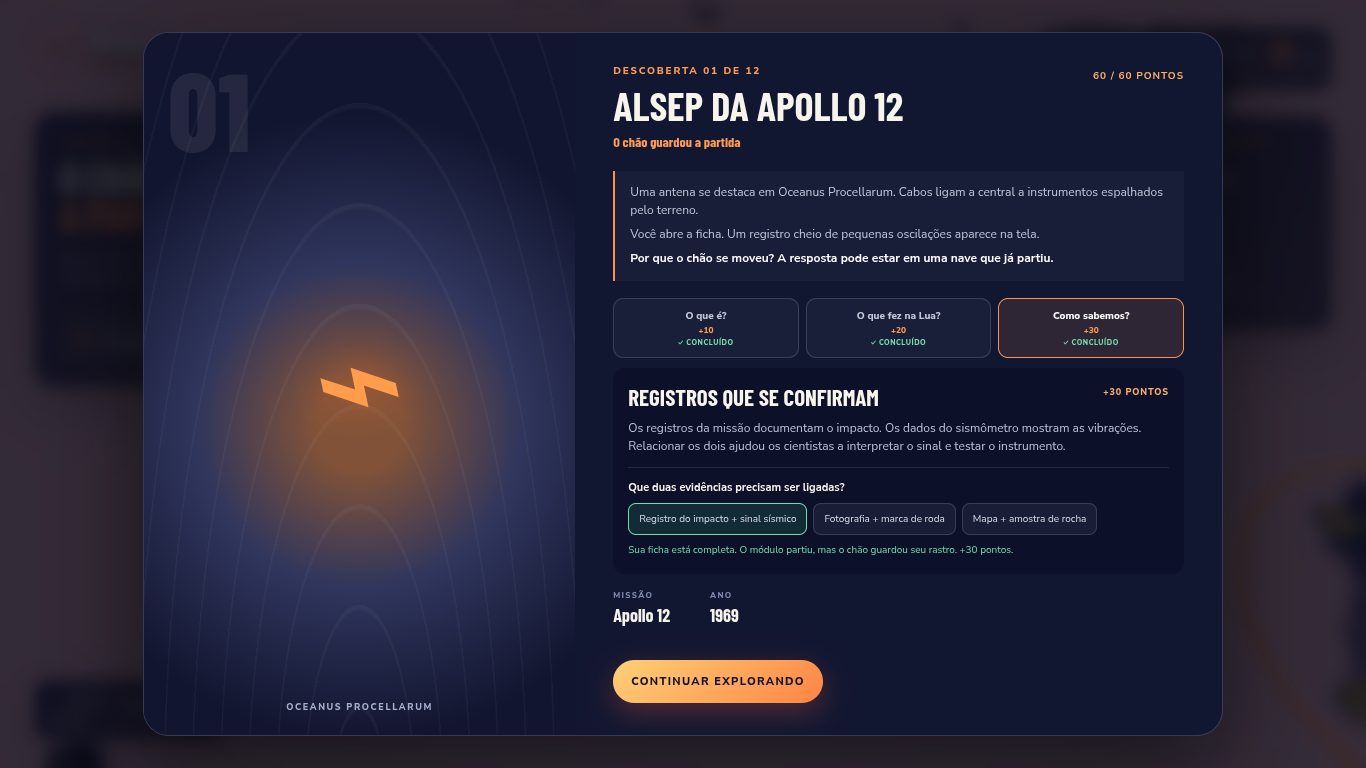 01
OCEANUS PROCELLARUM
DESCOBERTA 01 DE 12
60 / 60 PONTOS
ALSEP DA APOLLO 12
O chão guardou a partida
Uma antena se destaca em Oceanus Procellarum. Cabos ligam a central a instrumentos espalhados
pelo terreno.
Você abre a ficha. Um registro cheio de pequenas oscilações aparece na tela.
Por que o chão se moveu? A resposta pode estar em uma nave que já partiu.
O que é?
+10
✓ CONCLUÍDO
O que fez na Lua?
+20
✓ CONCLUÍDO
Como sabemos?
+30
✓ CONCLUÍDO
REGISTROS QUE SE CONFIRMAM
+30 PONTOS
Os registros da missão documentam o impacto. Os dados do sismômetro mostram as vibrações.
Relacionar os dois ajudou os cientistas a interpretar o sinal e testar o instrumento.
Que duas evidências precisam ser ligadas?
Registro do impacto + sinal sísmico
Fotografia + marca de roda
Mapa + amostra de rocha
Sua ficha está completa. O módulo partiu, mas o chão guardou seu rastro. +30 pontos.
MISSÃO
Apollo 12
ANO
1969
CONTINUAR EXPLORANDO